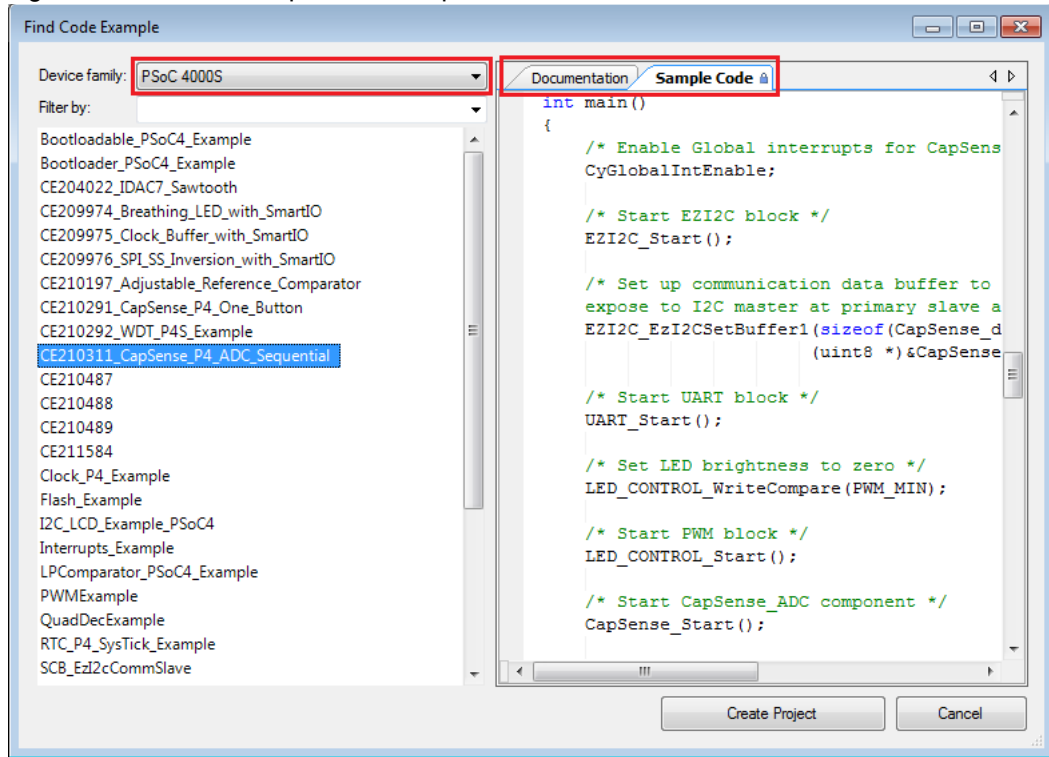 Find Code Example
Device family: PSoC 4000S
Filter by:
Bootloadable_PSoC4_Example
Bootloader_PSoC4_Example
CE204022_IDAC7_Sawtooth
CE209974_Breathing_LED_with_SmartIO
CE209975_Clock_Buffer_with_SmartIO
CE209976_SPI_SS_Inversion_with_SmartIO
CE210197_Adjustable_Reference_Comparator
CE210291_CapSense_P4_One_Button
CE210292_WDT_P4S_Example
CE210311_CapSense_P4_ADC_Sequential
CE210487
CE210488
CE210489
CE211584
Clock_P4_Example
Flash_Example
I2C_LCD_Example_PSoC4
Interrupts_Example
LPComparator_PSoC4_Example
PWMExample
QuadDecExample
RTC_P4_SysTick_Example
SCB_EzI2cCommSlave
Documentation Sample Code
int main()
{
/* Enable Global interrupts for CapSens
CyGlobalIntEnable;
/* Start EZI2C block */
EZI2C_Start();
/* Set up communication data buffer to
expose to I2C master at primary slave a
EZI2C_EzI2CSetBuffer1(sizeof(CapSense_d
(uint8 *)&CapSense
/* Start UART block */
UART_Start();
/* Set LED brightness to zero */
LED_CONTROL_WriteCompare(PWM_MIN);
/* Start PWM block */
LED_CONTROL_Start();
/* Start CapSense_ADC component */
CapSense_Start();
Create Project Cancel